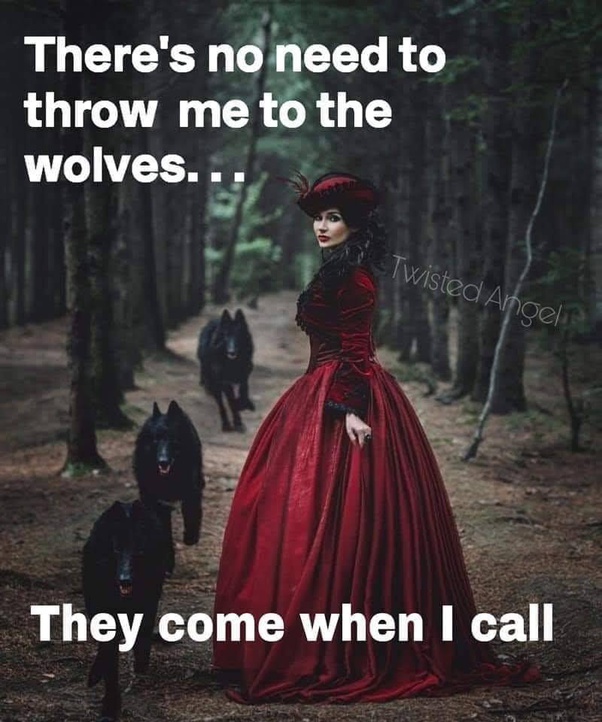 There's no need to
throw me to the
wolves...
Twisted Angel
They come when I call